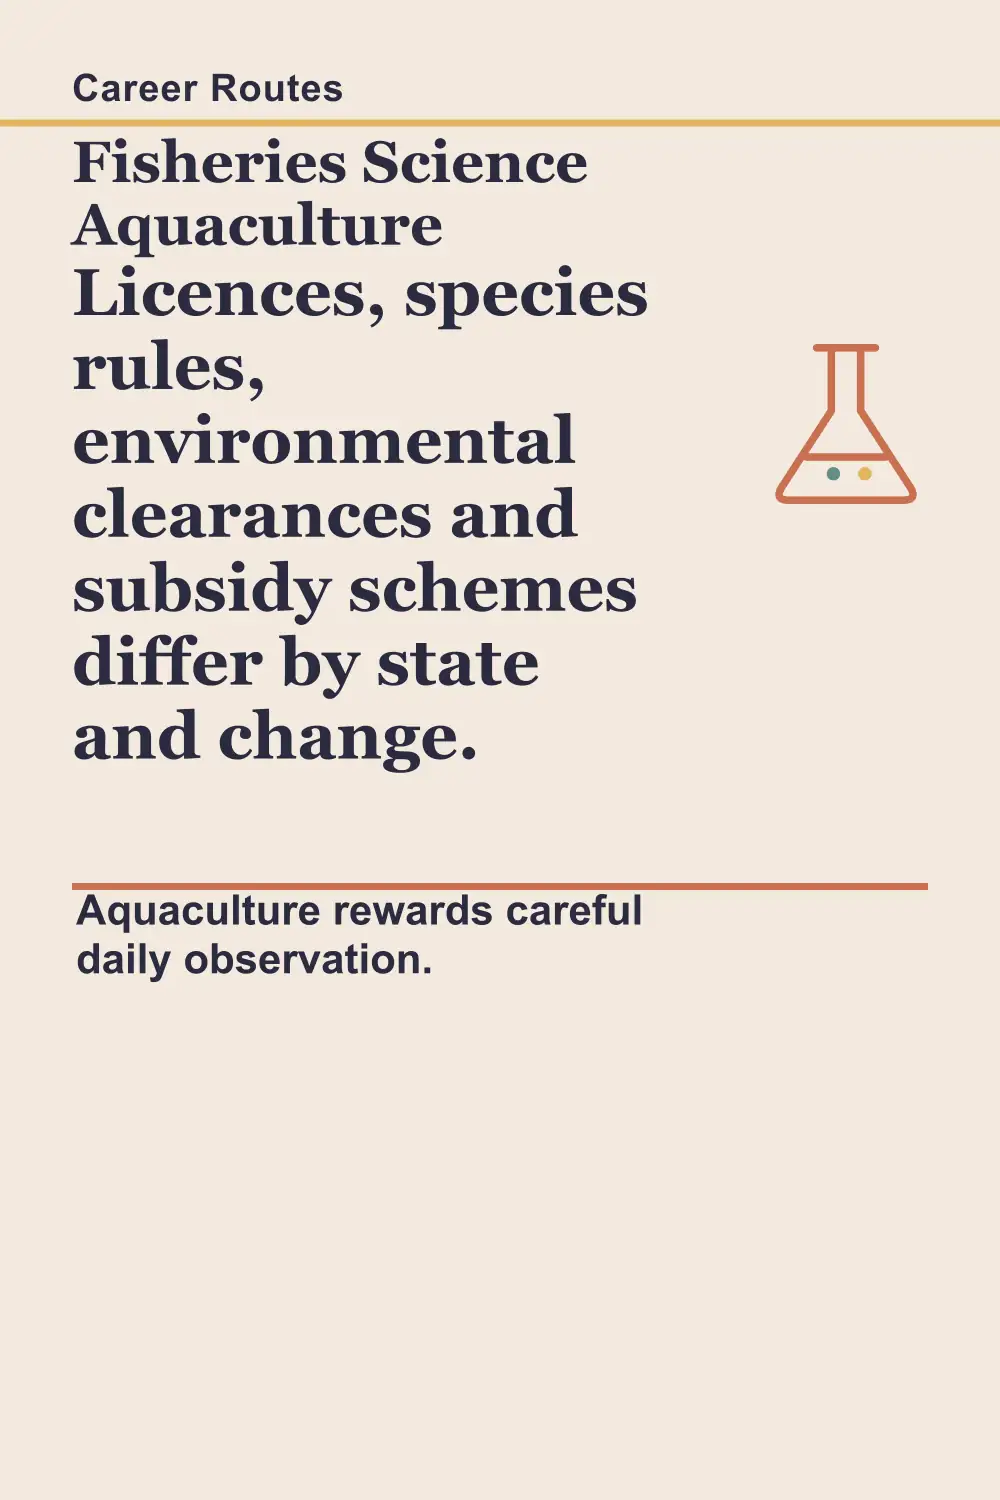 Career Routes
Fisheries Science
Aquaculture
Licences, species
rules,
environmental
clearances and
subsidy schemes
differ by state
and change.
Aquaculture rewards careful
daily observation.